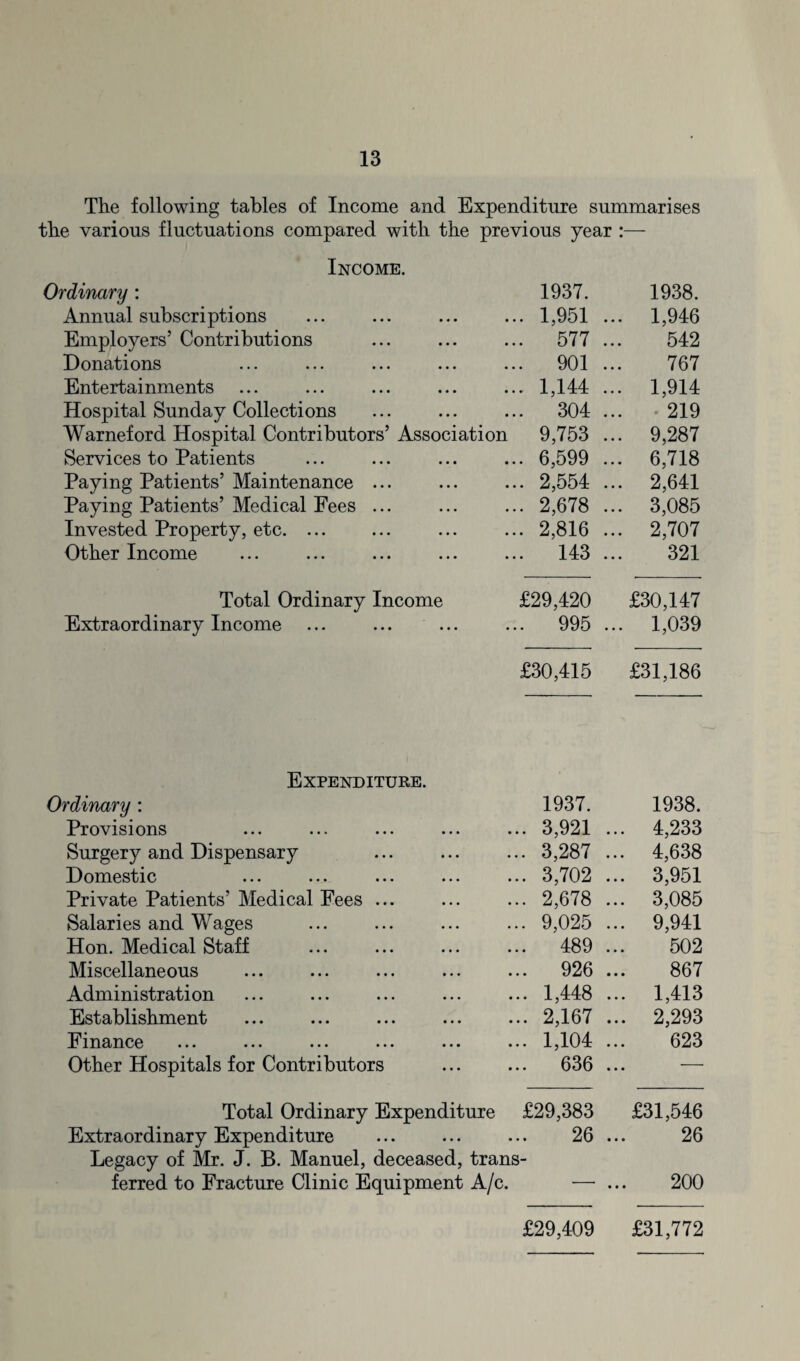 13
The following tables of Income and Expenditure summarises
the various fluctuations compared with the previous year :—
Income.
Ordinary : 1937. 1938.
Annual subscriptions ... ... ... ... 1,951 ... 1,946
Employers’ Contributions ... ... ... 577 ... 542
Donations ... ... ... ... ... 901 ... 767
Entertainments ... ... ... ... ... 1,144 ... 1,914
Hospital Sunday Collections ... ... ... 304 ... 219
Warneford Hospital Contributors’ Association 9,753 ... 9,287
Services to Patients ... ... ... ... 6,599 ... 6,718
Paying Patients’ Maintenance ... ... ... 2,554 ... 2,641
Paying Patients’ Medical Fees ... ... ... 2,678 ... 3,085
Invested Property, etc. ... ... ... ... 2,816 ... 2,707
Other Income ... ... ... ... ... 143 ... 321
Total Ordinary Income £29,420 £30,147
Extraordinary Income ... ... ... ... 995 ... 1,039
£30,415 £31,186
Expenditure.
Ordinary : 1937. 1938.
Provisions ... ... ... ... ... 3,921 ... 4,233
Surgery and Dispensary ... ... ... 3,287 ... 4,638
Domestic ... ... ... ... ... 3,702 ... 3,951
Private Patients’ Medical Fees ... ... ... 2,678 ... 3,085
Salaries and Wages ... ... ... ... 9,025 ... 9,941
Hon. Medical Staff ... ... ... ... 489 ... 502
Miscellaneous ... ... ... ... ... 926 ... 867
Administration ... ... ... ... ... 1,448 ... 1,413
Establishment ... ... ... ... ... 2,167 ... 2,293
Finance ... ... ... ... ... ... 1,104 ... 623
Other Hospitals for Contributors ... ... 636 ... —
Total Ordinary Expenditure £29,383 £31,546
Extraordinary Expenditure ... ... ... 26 ... 26
Legacy of Mr. J. B. Manuel, deceased, trans-
ferred to Fracture Clinic Equipment A/c. — ... 200
£29,409 £31,772